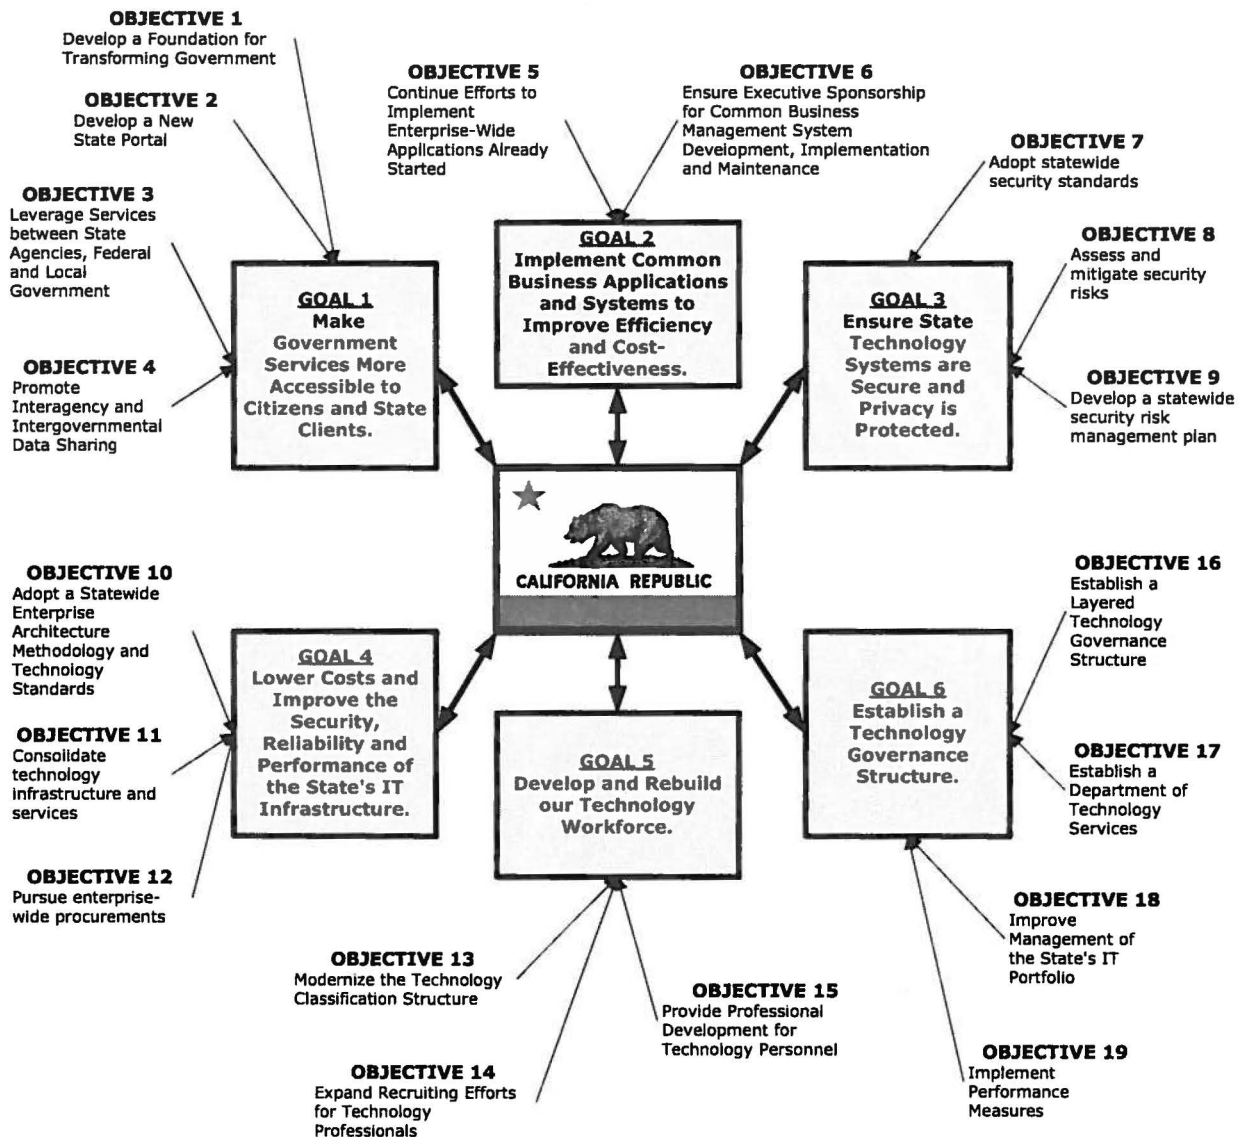 OBJECTIVE 1
Develop a Foundation for
Transforming Government
OBJECTIVE 2
Develop a New
State Portal
OBJECTIVE 3
Leverage Services
between State
Agencies, Federal
and Local
Government
OBJECTIVE 4
Promote
Interagency and
Intergovernmental
Data Sharing
OBJECTIVE 5
Continue Efforts to
Implement
Enterprise-Wide
Applications Already
Started
OBJECTIVE 6
Ensure Executive Sponsorship
for Common Business
Management System
Development, Implementation
and Maintenance
OBJECTIVE 7
Adopt statewide
security standards
OBJECTIVE 8
Assess and
mitigate security
risks
OBJECTIVE 9
Develop a statewide
security risk
management plan
GOAL 1
Make
Government
Services More
Accessible to
Citizens and State
Clients.
GOAL 2
Implement Common
Business Applications
and Systems to
Improve Efficiency
and Cost-
Effectiveness.
GOAL 3
Ensure State
Technology
Systems are
Secure and
Privacy is
Protected.
CALIFORNIA REPUBLIC
OBJECTIVE 10
Adopt a Statewide
Enterprise
Architecture
Methodology and
Technology
Standards
OBJECTIVE 11
Consolidate
technology
infrastructure and
services
OBJECTIVE 12
Pursue enterprise-
wide procurements
GOAL 4
Lower Costs and
Improve the
Security,
Reliability and
Performance of
the State's IT
Infrastructure.
GOAL 5
Develop and Rebuild
our Technology
Workforce.
GOAL 6
Establish a
Technology
Governance
Structure.
OBJECTIVE 16
Establish a
Layered
Technology
Governance
Structure
OBJECTIVE 17
Establish a
Department of
Technology
Services
OBJECTIVE 18
Improve
Management of
the State's IT
Portfolio
OBJECTIVE 13
Modernize the Technology
Classification Structure
OBJECTIVE 15
Provide Professional
Development for
Technology Personnel
OBJECTIVE 14
Expand Recruiting Efforts
for Technology
Professionals
OBJECTIVE 19
Implement
Performance
Measures